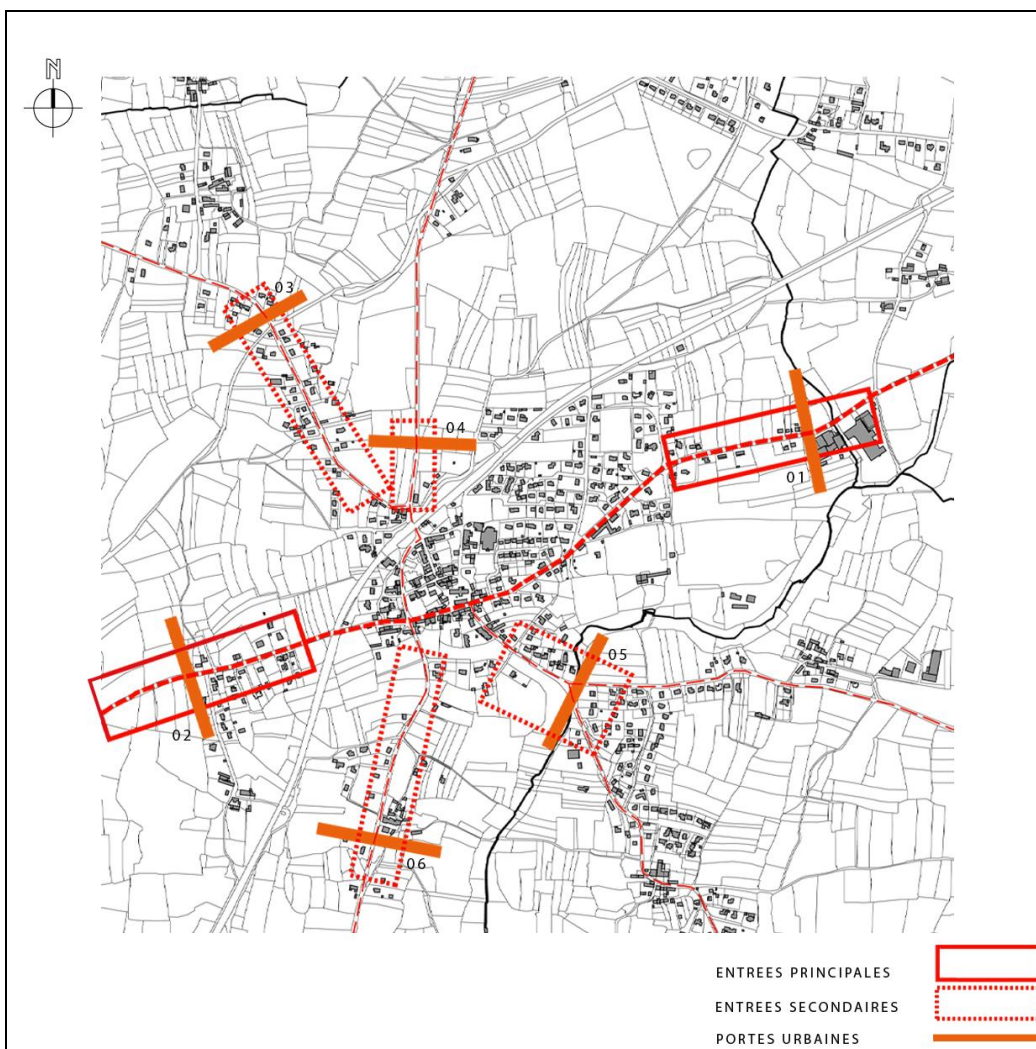 N
03
04
01
05
02
06
ENTREES PRINCIPALES
ENTREES SECONDAIRES
PORTES URBAINES